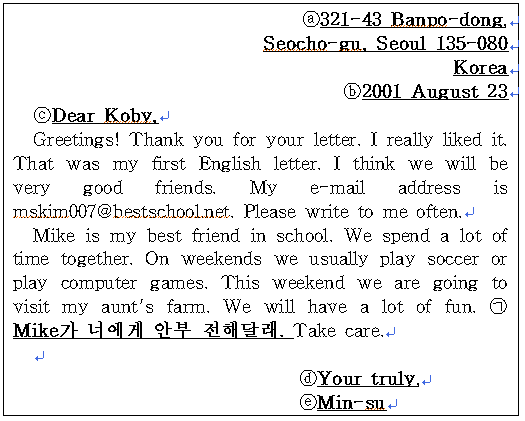 ⓐ321-43 Banpo-dong,
Seocho-gu, Seoul 135-080
Korea
ⓑ2001 August 23
ⓒDear Koby,
Greetings! Thank you for your letter. I really liked it.
That was my first English letter. I think we will be
very good friends. My e-mail address is
mskim007@bestschool.net. Please write to me often.
Mike is my best friend in school. We spend a lot of
time together. On weekends we usually play soccer or
play computer games. This weekend we are going to
visit my aunt's farm. We will have a lot of fun. ㉠
Mike가 너에게 안부 전해달래. Take care.
ⓓYour truly,
ⓔMin-su